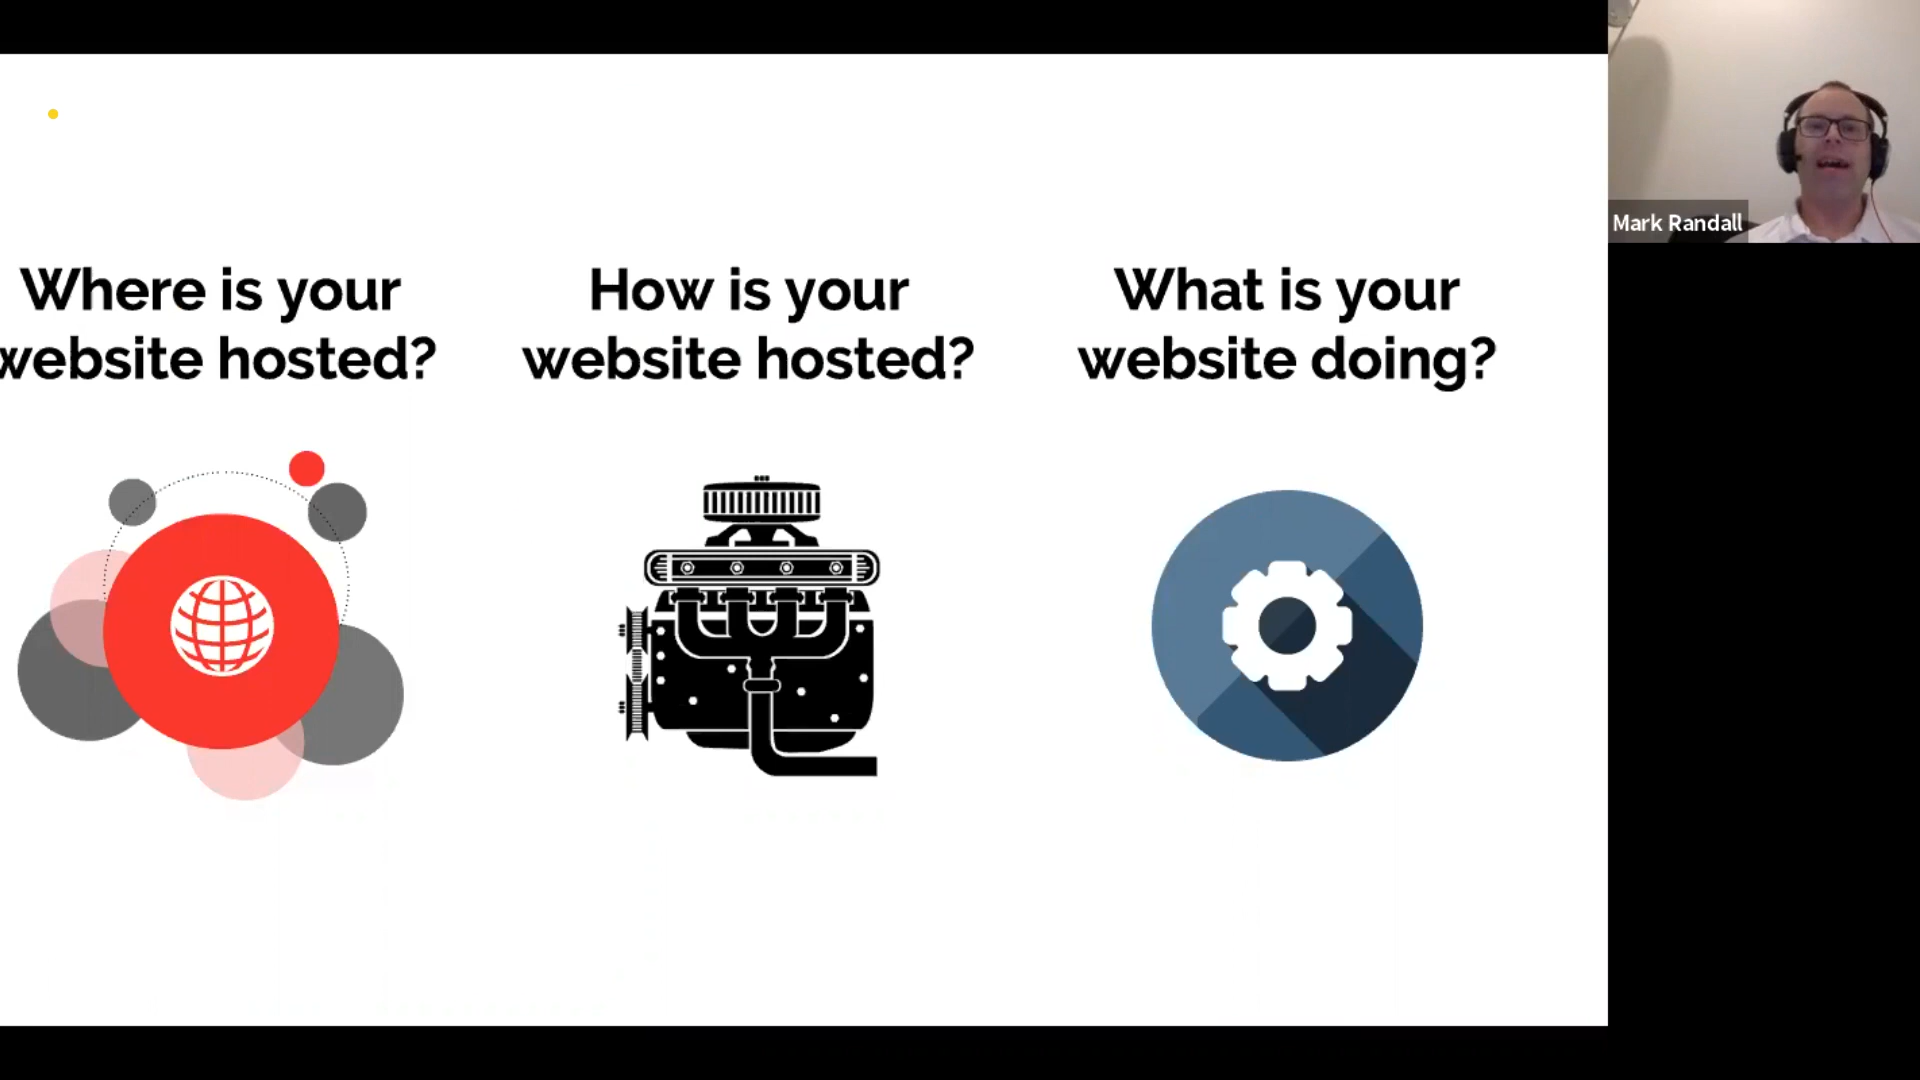 Where is your
website hosted?
How is your
website hosted?
What is your
website doing?
Mark Randall